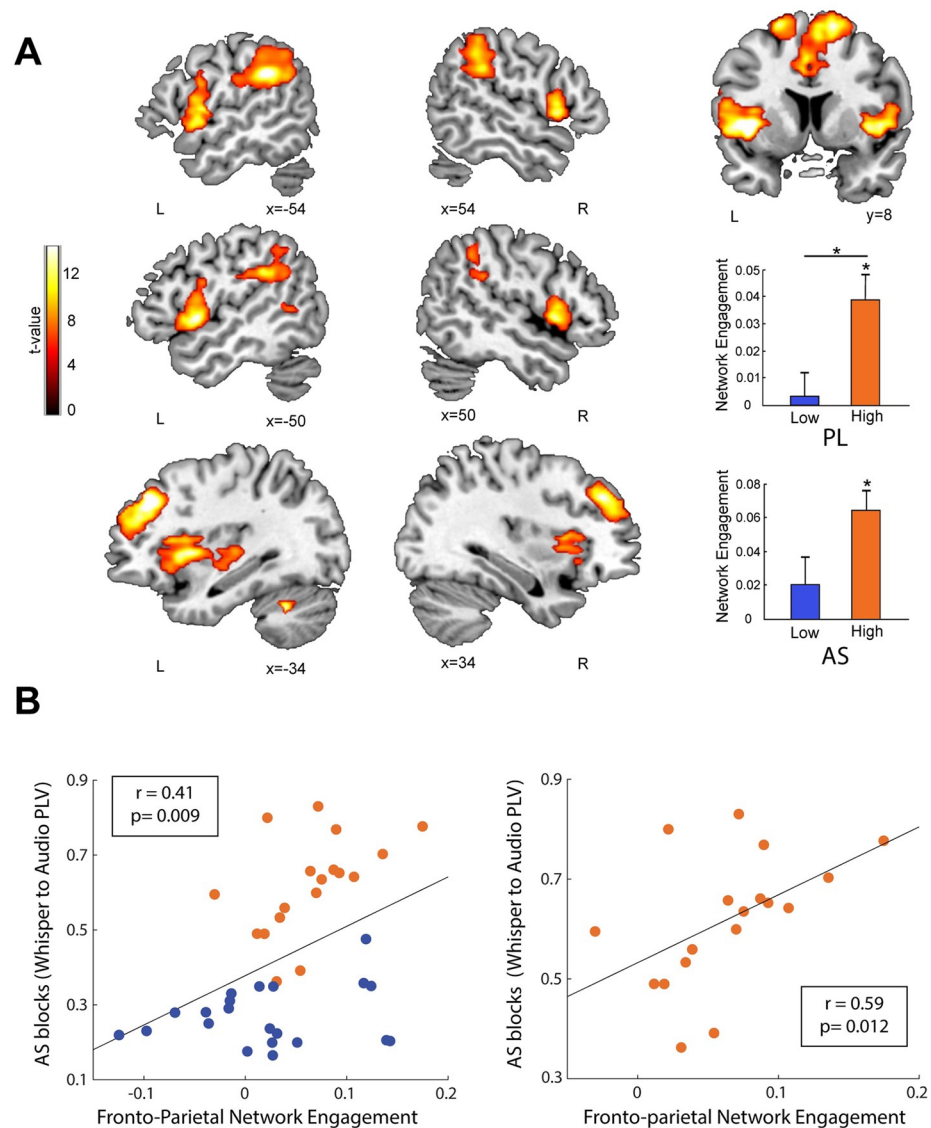 A
L
x=-54
x=54
R
L
y=8
t-value
12
8
4
0
L
x=-50
x=50
R
*
*
Network Engagement
0.05
0.04
0.03
0.02
0.01
0
Low
High
PL
L
x=-34
x=34
R
*
Network Engagement
0.08
0.06
0.04
0.02
0
Low
High
AS
B
AS blocks (Whisper to Audio PLV)
0.9
0.7
0.5
0.3
0.1
r = 0.41
p= 0.009
-0.1
0
0.1
0.2
Fronto-Parietal Network Engagement
AS blocks (Whisper to Audio PLV)
0.9
0.7
0.5
0.3
r = 0.59
p= 0.012
0
0.1
0.2
Fronto-parietal Network Engagement